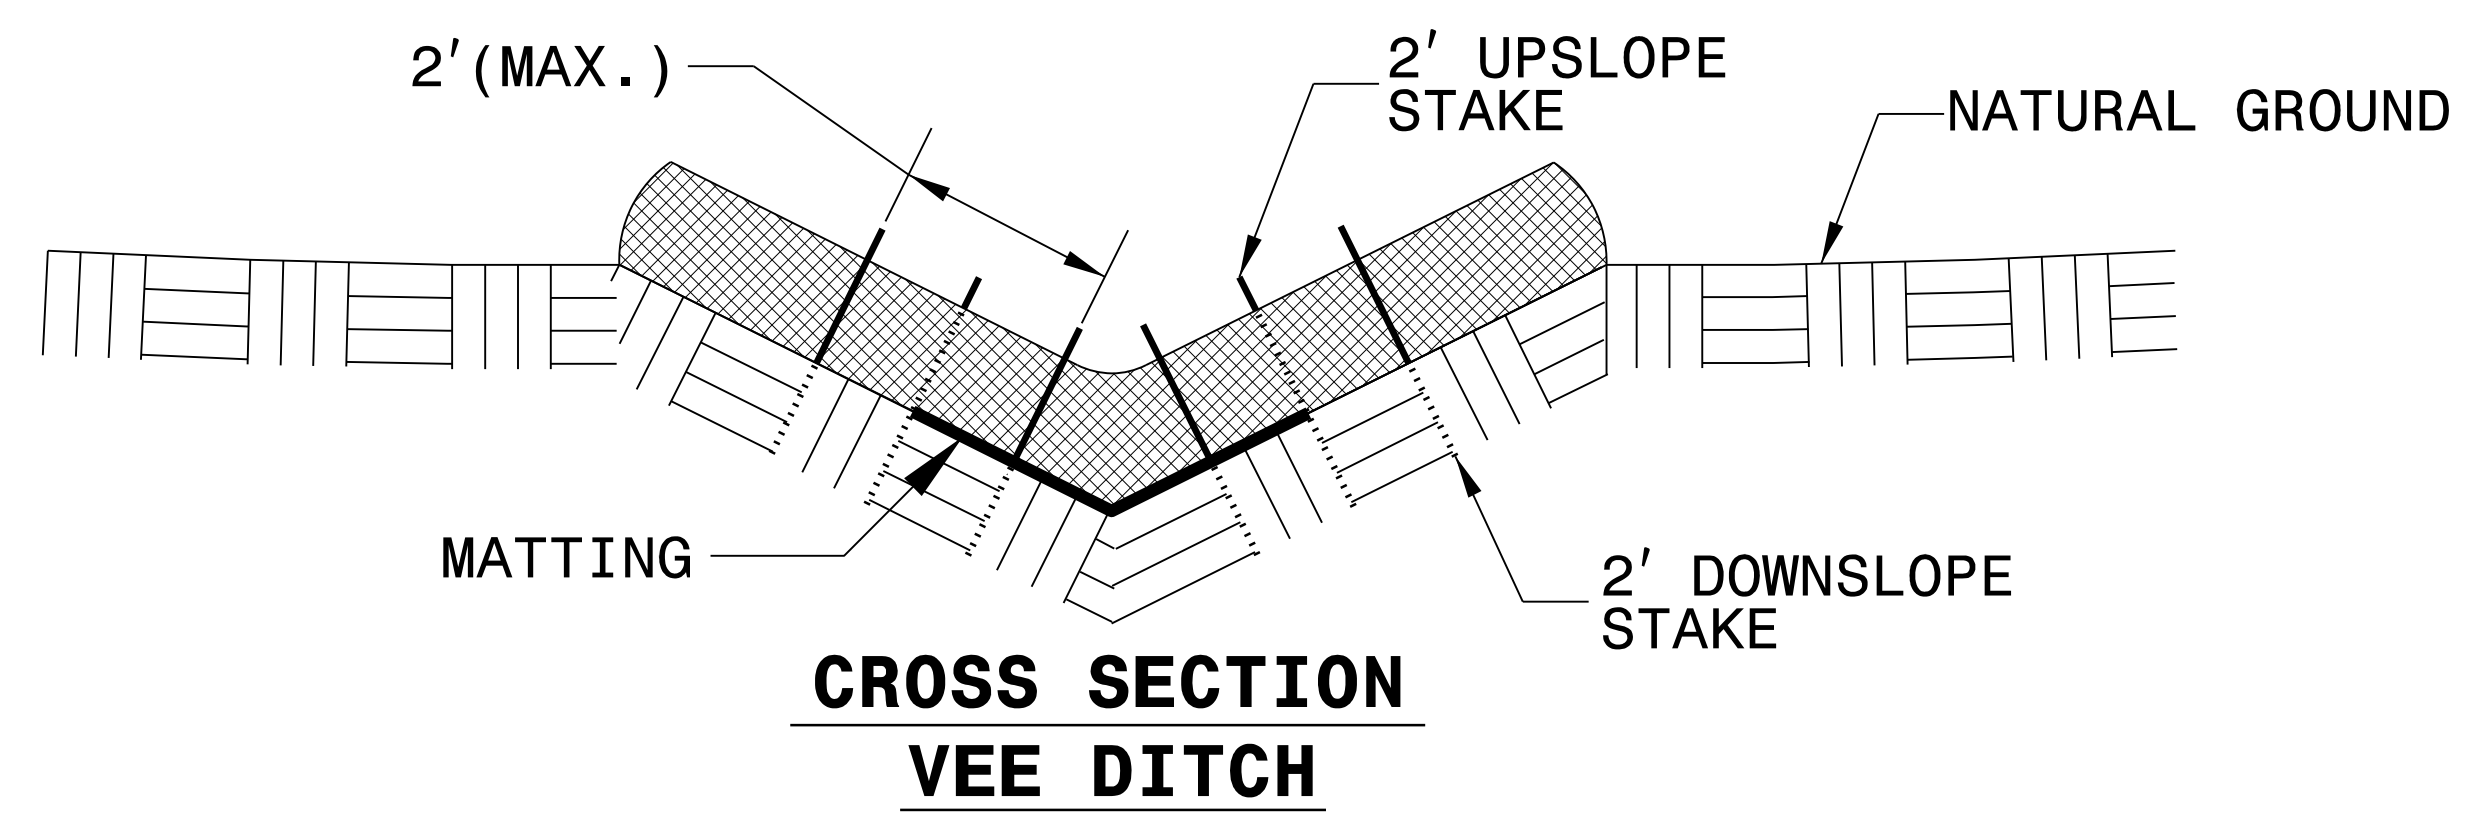 2'(MAX.)
2' UPSLOPE
STAKE
NATURAL GROUND
MATTING
2' DOWNSLOPE
STAKE
CROSS SECTION
VEE DITCH